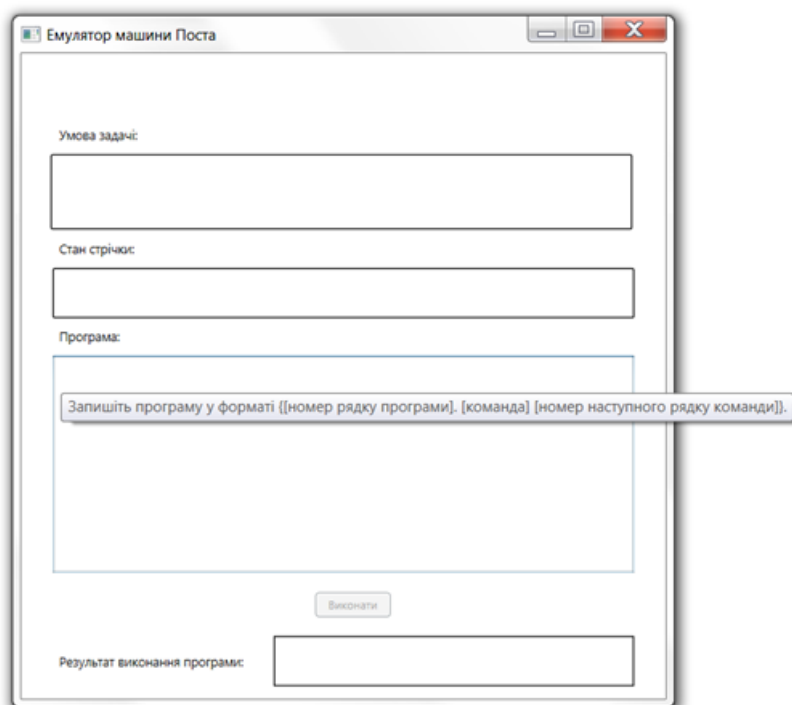 Емулятор машини Поста
Умова задачі:
Стан стрічки:
Програма:
Запишіть програму у форматі {[номер рядку програми]. [команда] [номер наступного рядку команди]}.
Виконати
Результат виконання програми: